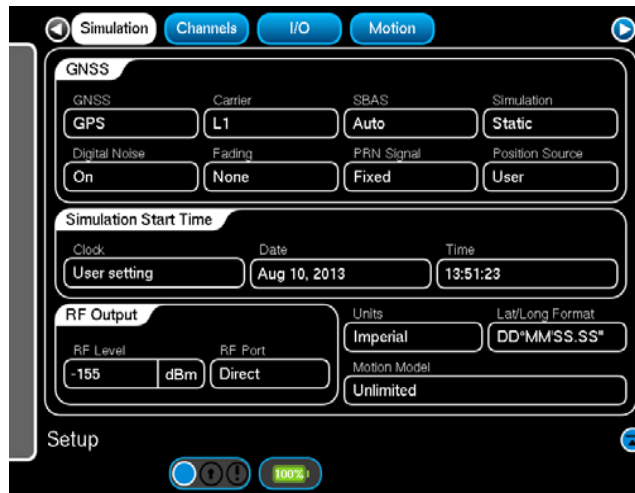 Simulation Channels I/O Motion
GNSS
GNSS Carrier SBAS Simulation
GPS L1 Auto Static
Digital Noise Fading PRN Signal Position Source
On None Fixed User
Simulation Start Time
Clock Date Time
User setting Aug 10, 2013 13:51:23
RF Output
Units Lat/Long Format
Imperial DD°MM'SS.SS"
RF Level RF Port
-155 dBm Direct
Motion Model
Unlimited
Setup
100%